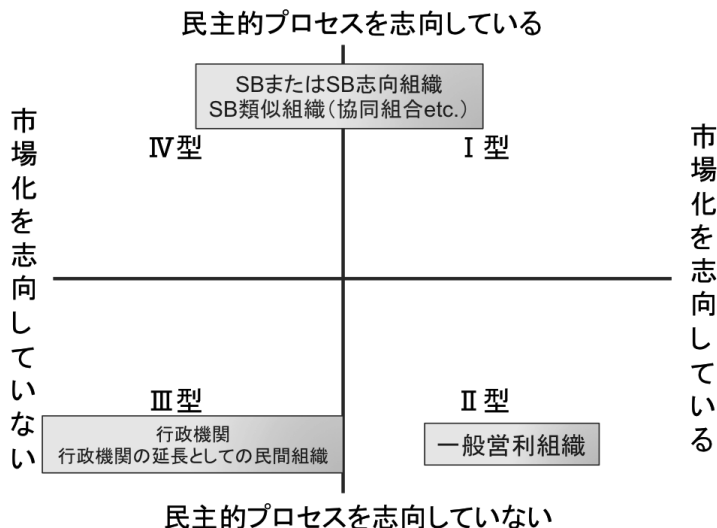 民主的プロセスを志向している
SBまたはSB志向組織
SB類似組織（協同組合etc.）
Ⅳ型
Ⅰ型
市場化を志向していない
市場化を志向している
Ⅲ型
Ⅱ型
行政機関
行政機関の延長としての民間組織
一般営利組織
民主的プロセスを志向していない